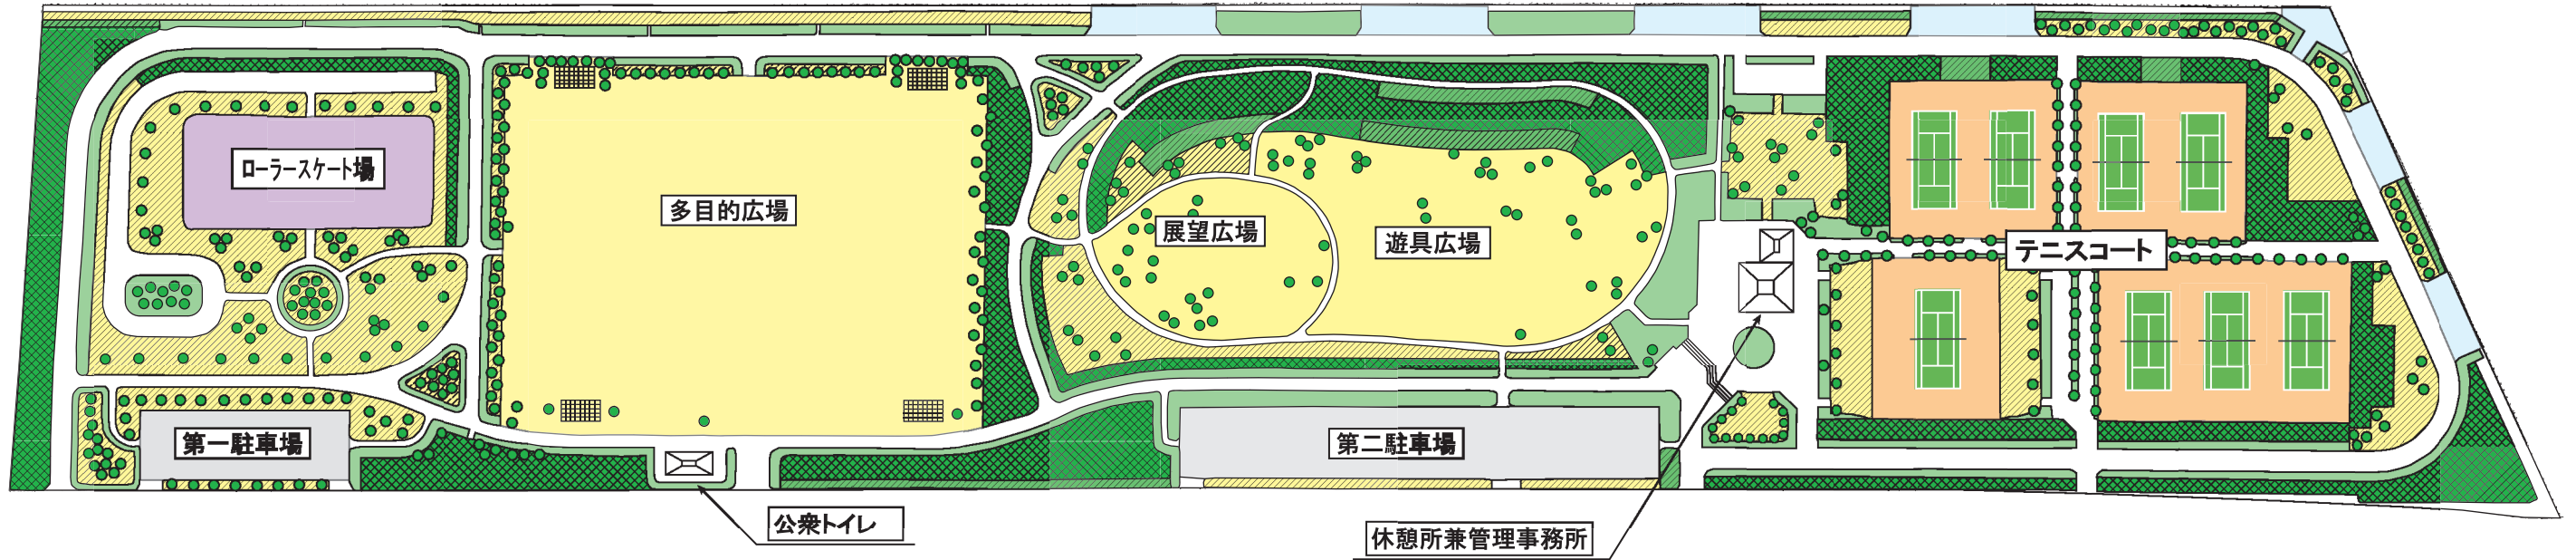 ローラースケート場
多目的広場
展望広場
遊具広場
テニスコート
第一駐車場
第二駐車場
公衆トイレ
休憩所兼管理事務所